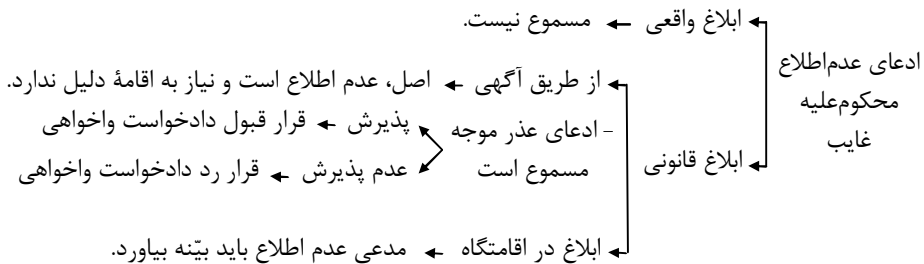 ادعای عدم‌اطلاع
محکوم‌علیه
غایب
ابلاغ واقعی ← مسموع نیست.
ابلاغ قانونی
از طریق آگهی ← اصل، عدم اطلاع است و نیاز به اقامهٔ دلیل ندارد.
- ادعای عذر موجه
مسموع است
پذیرش ← قرار قبول دادخواست واخواهی
عدم پذیرش ← قرار رد دادخواست واخواهی
ابلاغ در اقامتگاه ← مدعی عدم اطلاع باید بیّنه بیاورد.